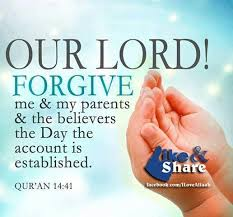 OUR LORD!
FORGIVE
me & my parents
& the believers
the Day the
account is
established.
QUR'AN 14:41
Like &
Share
facebook.com/ILoveAllaah